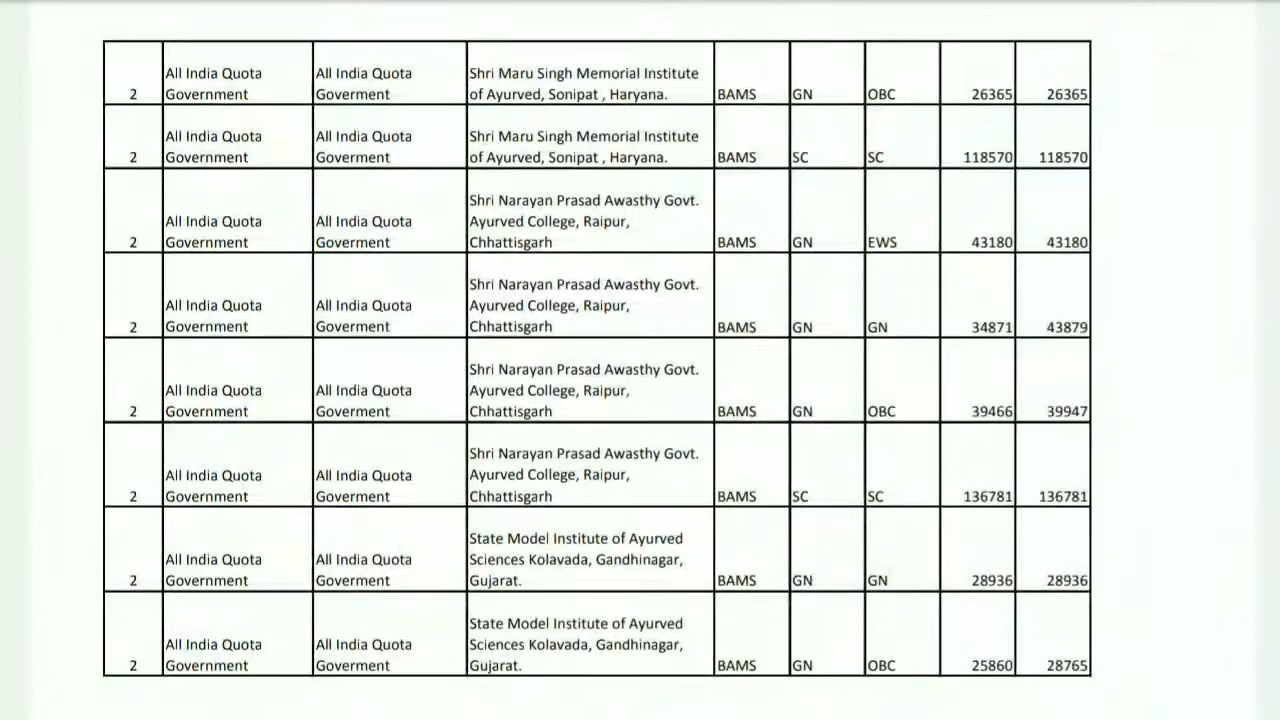 2 All India Quota Government All India Quota Goverment Shri Maru Singh Memorial Institute of Ayurved, Sonipat , Haryana. BAMS GN OBC 26365 26365
2 All India Quota Government All India Quota Goverment Shri Maru Singh Memorial Institute of Ayurved, Sonipat , Haryana. BAMS SC SC 118570 118570
2 All India Quota Government All India Quota Goverment Shri Narayan Prasad Awasthy Govt. Ayurved College, Raipur, Chhattisgarh BAMS GN EWS 43180 43180
2 All India Quota Government All India Quota Goverment Shri Narayan Prasad Awasthy Govt. Ayurved College, Raipur, Chhattisgarh BAMS GN GN 34871 43879
2 All India Quota Government All India Quota Goverment Shri Narayan Prasad Awasthy Govt. Ayurved College, Raipur, Chhattisgarh BAMS GN OBC 39466 39947
2 All India Quota Government All India Quota Goverment Shri Narayan Prasad Awasthy Govt. Ayurved College, Raipur, Chhattisgarh BAMS SC SC 136781 136781
2 All India Quota Government All India Quota Goverment State Model Institute of Ayurved Sciences Kolavada, Gandhinagar, Gujarat. BAMS GN GN 28936 28936
2 All India Quota Government All India Quota Goverment State Model Institute of Ayurved Sciences Kolavada, Gandhinagar, Gujarat. BAMS GN OBC 25860 28765